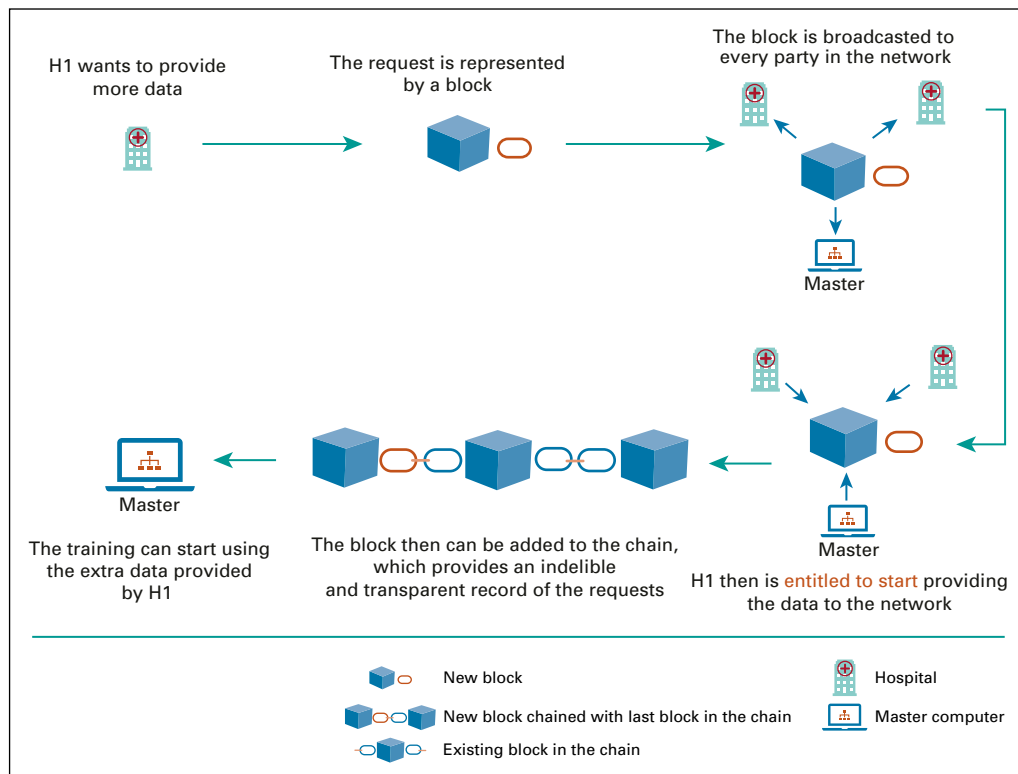 H1 wants to provide
more data
The request is represented
by a block
The block is broadcasted to
every party in the network
Master
Master
H1 then is entitled to start providing
the data to the network
The block then can be added to the chain,
which provides an indelible
and transparent record of the requests
Master
The training can start using
the extra data provided
by H1
New block
New block chained with last block in the chain
Existing block in the chain
Hospital
Master computer